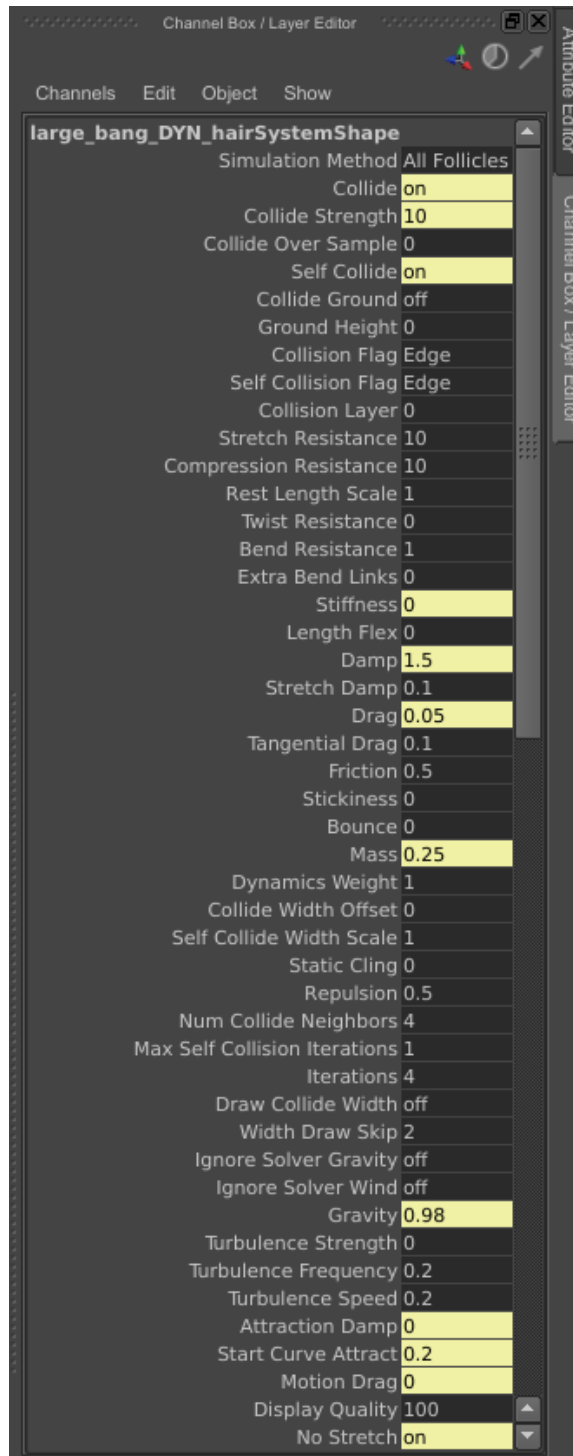 Channel Box / Layer Editor
Channels Edit Object Show
large_bang_DYN_hairSystemShape
Simulation Method All Follicles
Collide on
Collide Strength 10
Collide Over Sample 0
Self Collide on
Collide Ground off
Ground Height 0
Collision Flag Edge
Self Collision Flag Edge
Collision Layer 0
Stretch Resistance 10
Compression Resistance 10
Rest Length Scale 1
Twist Resistance 0
Bend Resistance 1
Extra Bend Links 0
Stiffness 0
Length Flex 0
Damp 1.5
Stretch Damp 0.1
Drag 0.05
Tangential Drag 0.1
Friction 0.5
Stickiness 0
Bounce 0
Mass 0.25
Dynamics Weight 1
Collide Width Offset 0
Self Collide Width Scale 1
Static Cling 0
Repulsion 0.5
Num Collide Neighbors 4
Max Self Collision Iterations 1
Iterations 4
Draw Collide Width off
Width Draw Skip 2
Ignore Solver Gravity off
Ignore Solver Wind off
Gravity 0.98
Turbulence Strength 0
Turbulence Frequency 0.2
Turbulence Speed 0.2
Attraction Damp 0
Start Curve Attract 0.2
Motion Drag 0
Display Quality 100
No Stretch on
Attribute Editor
Channel Box / Layer Editor